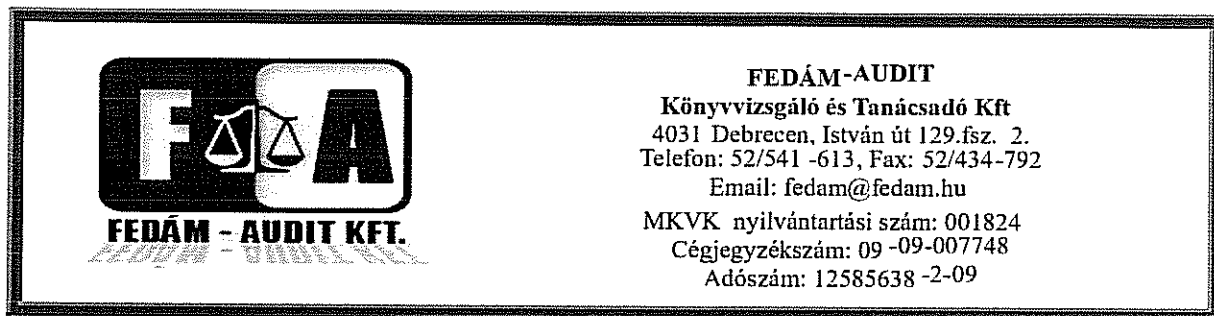 F A
FEDÁM - AUDIT KFT.
FEDÁM-AUDIT
Könyvvizsgáló és Tanácsadó Kft
4031 Debrecen, István út 129.fsz. 2.
Telefon: 52/541 -613, Fax: 52/434-792
Email: fedam@fedam.hu
MKVK nyilvántartási szám: 001824
Cégjegyzékszám: 09 -09-007748
Adószám: 12585638 -2-09